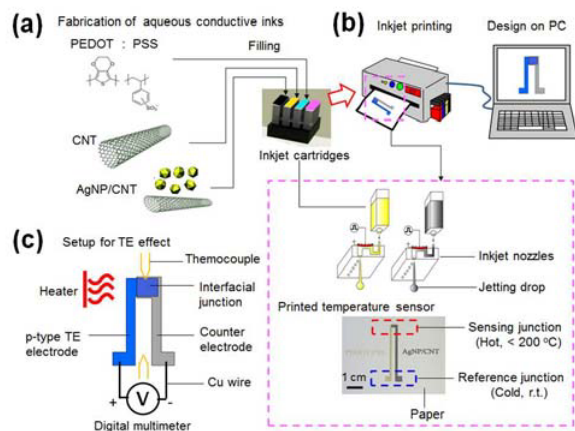 (a)
Fabrication of aqueous conductive inks
PEDOT : PSS
Filling
CNT
AgNP/CNT
Inkjet cartridges
(b)
Inkjet printing
Design on PC
Inkjet nozzles
Jetting drop
Printed temperature sensor
AgNP/CNT
1 cm
Sensing junction
(Hot, < 200 °C)
Reference junction
(Cold, r.t.)
Paper
(c)
Setup for TE effect
Themocouple
Heater
Interfacial
junction
p-type TE
electrode
Counter
electrode
Cu wire
+
V
-
Digital multimeter